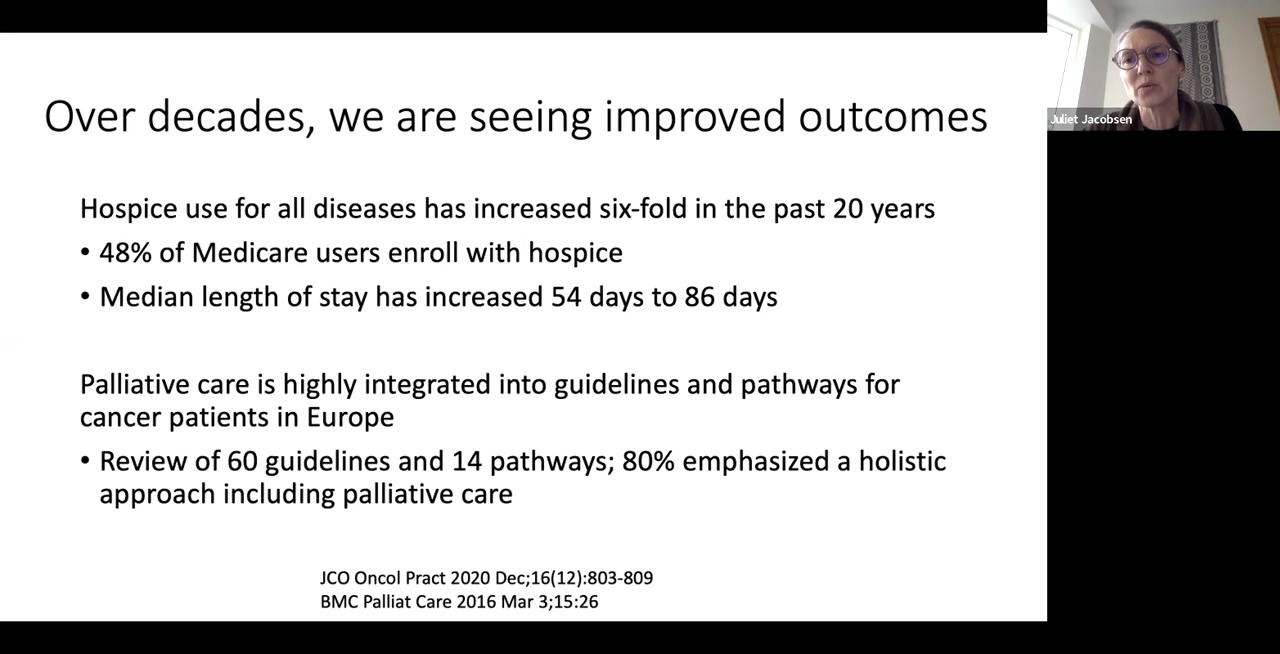 Over decades, we are seeing improved outcomes
Hospice use for all diseases has increased six-fold in the past 20 years
• 48% of Medicare users enroll with hospice
• Median length of stay has increased 54 days to 86 days
Palliative care is highly integrated into guidelines and pathways for
cancer patients in Europe
• Review of 60 guidelines and 14 pathways; 80% emphasized a holistic
approach including palliative care
JCO Oncol Pract 2020 Dec;16(12):803-809
BMC Palliat Care 2016 Mar 3;15:26
Juliet Jacobsen